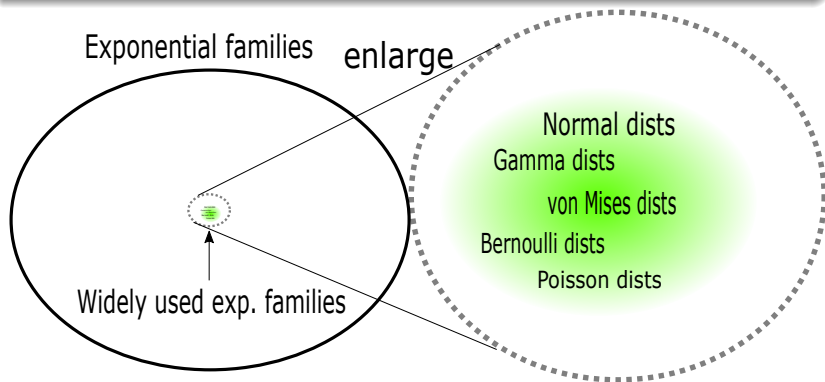 Exponential families
enlarge
Normal dists
Gamma dists
von Mises dists
Bernoulli dists
Poisson dists
Widely used exp. families